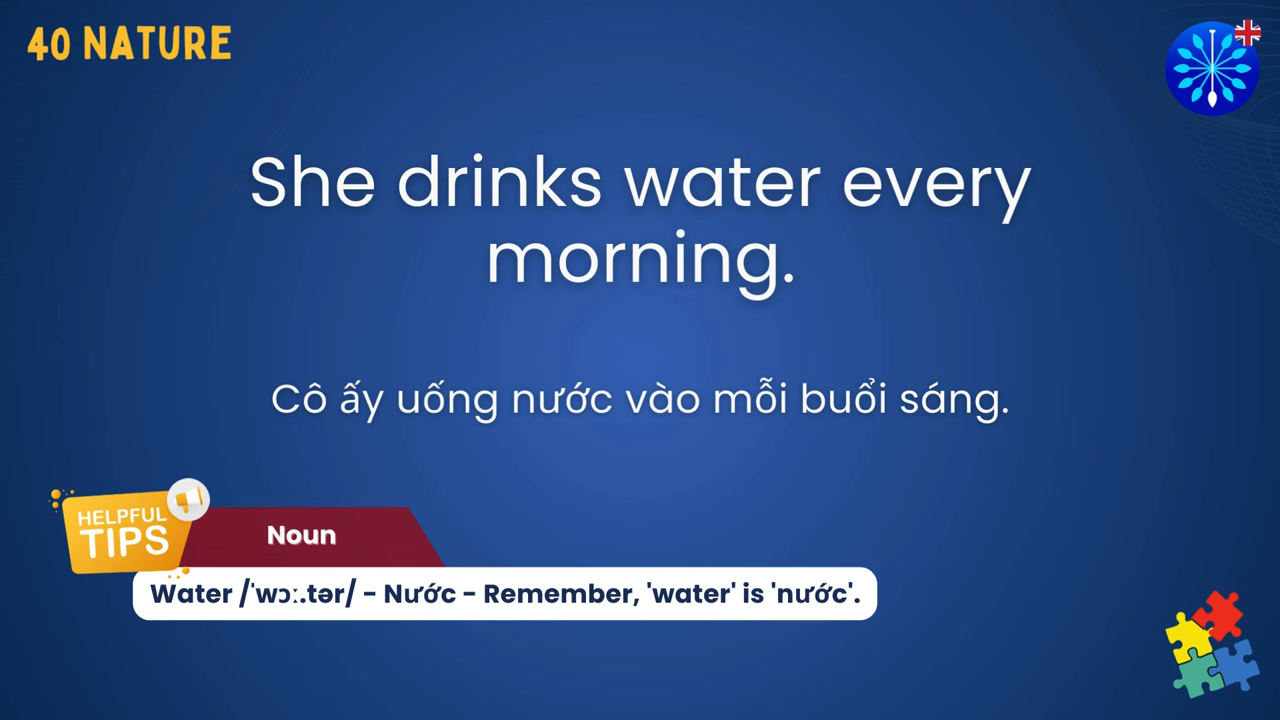 40 NATURE
She drinks water every
morning.
Cô ấy uống nước vào mỗi buổi sáng.
HELPFUL
TIPS
Noun
Water /ˈwɔː.tər/ - Nước - Remember, 'water' is 'nước'.